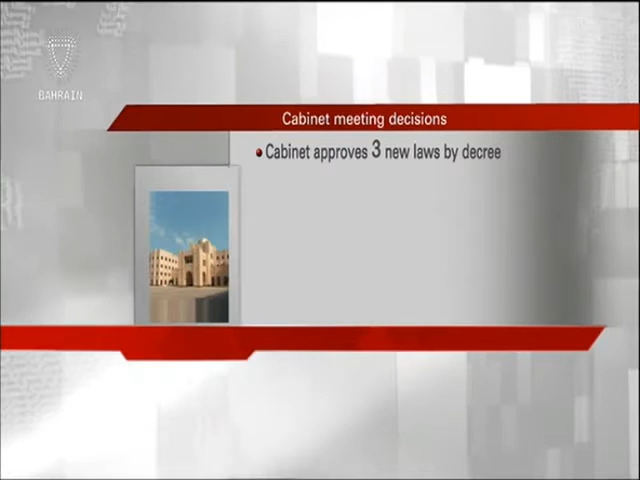 BAHRAIN
Cabinet meeting decisions
Cabinet approves 3 new laws by decree